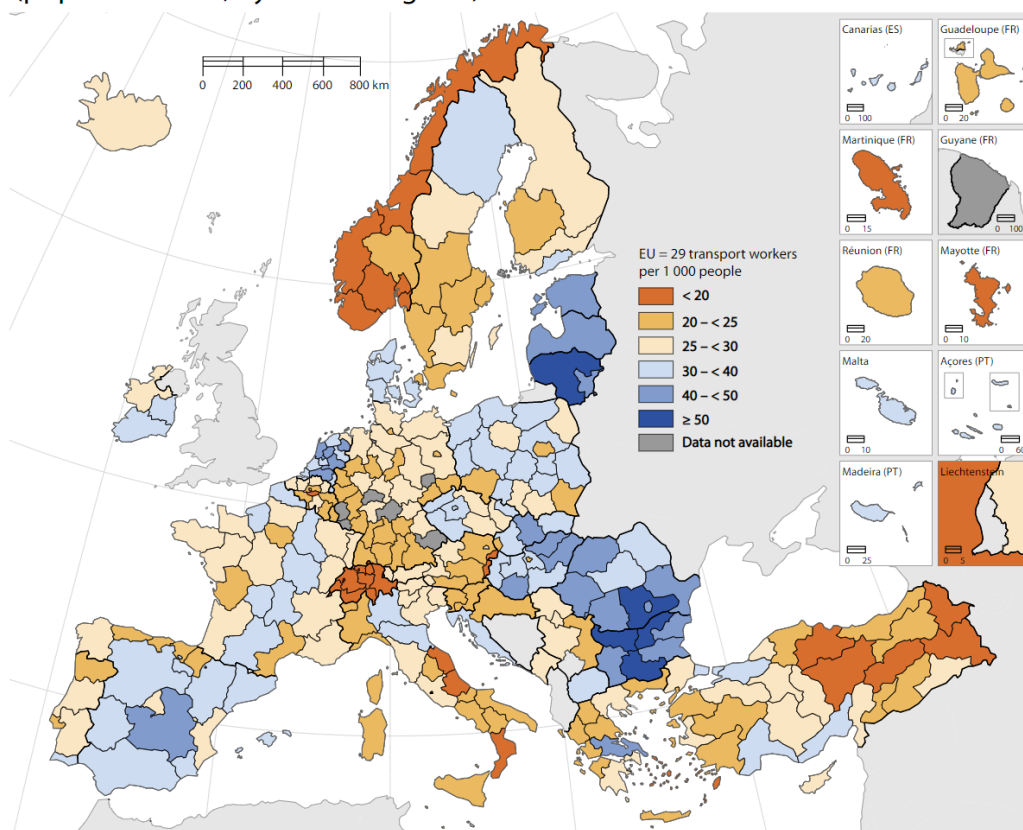 0 200 400 600 800 km
EU = 29 transport workers
per 1 000 people
< 20
20 – < 25
25 – < 30
30 – < 40
40 – < 50
≥ 50
Data not available
Canarias (ES)
0 100
Guadeloupe (FR)
0 20
Martinique (FR)
0 15
Guyane (FR)
0 100
Réunion (FR)
0 20
Mayotte (FR)
0 10
Malta
0 10
Açores (PT)
0 60
Madeira (PT)
0 25
Liechtenstein
0 5